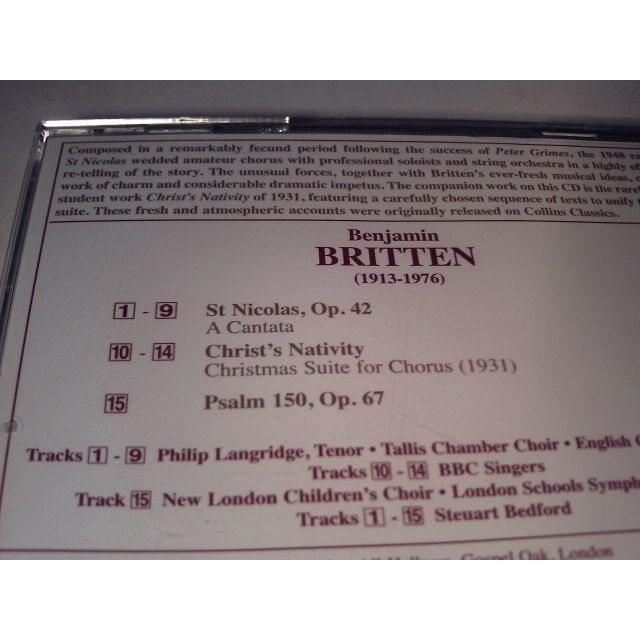 Composed in a remarkably fecund period following the success of Peter Grimes, the 1948 ca
St Nicolas wedded amateur chorus with professional soloists and string orchestra in a highly ef
re-telling of the story. The unusual forces, together with Britten's ever-fresh musical ideas, c
work of charm and considerable dramatic impetus. The companion work on this CD is the rare
student work Christ's Nativity of 1931, featuring a carefully chosen sequence of texts to unify t
suite. These fresh and atmospheric accounts were originally released on Collins Classics.
Benjamin
BRITTEN
(1913-1976)
1 - 9 St Nicolas, Op. 42
A Cantata
10 - 14 Christ's Nativity
Christmas Suite for Chorus (1931)
15 Psalm 150, Op. 67
Tracks 1 - 9 Philip Langridge, Tenor • Tallis Chamber Choir • English
Tracks 10 - 14 BBC Singers
Track 15 New London Children's Choir • London Schools Symph
Tracks 1 - 15 Steuart Bedford
Gospel Oak, London